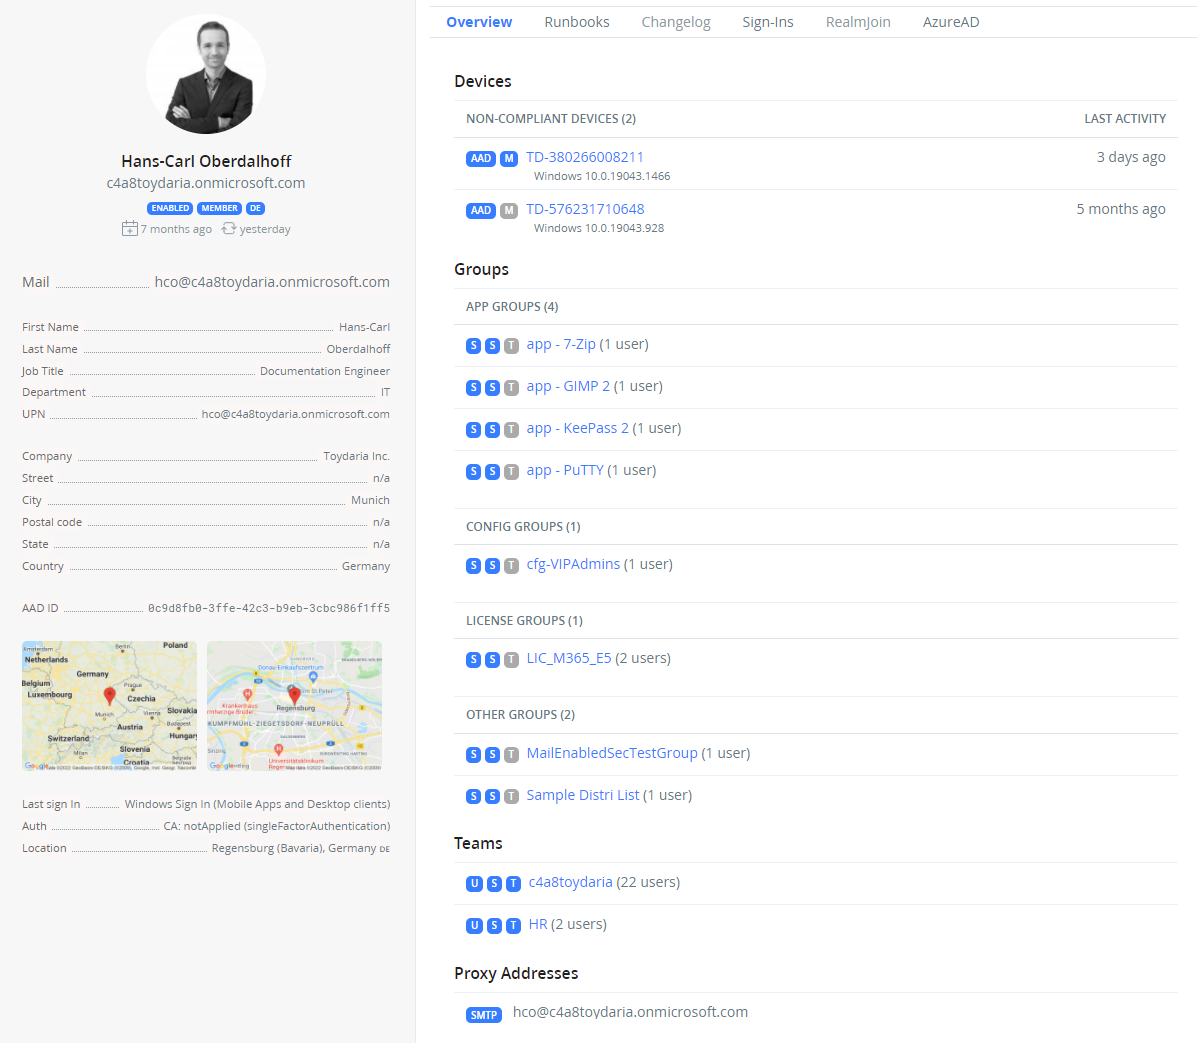 Hans-Carl Oberdalhoff
c4a8toydaria.onmicrosoft.com
ENABLED MEMBER DE
7 months ago yesterday
Mail hco@c4a8toydaria.onmicrosoft.com
First Name Hans-Carl
Last Name Oberdalhoff
Job Title Documentation Engineer
Department IT
UPN hco@c4a8toydaria.onmicrosoft.com
Company Toydaria Inc.
Street n/a
City Munich
Postal code n/a
State n/a
Country Germany
AAD ID 0c9d8fb0-3ffe-42c3-b9eb-3cbc986f1ff5
Amsterdam
Berlin
Poland
Netherlands
Germany
Belgium
Luxembourg
Prague
Czechia
Munich
Vienna
Slovakia
Budapest
Austria
Hungary
Switzerland
Slovenia
Milan
Croatia
Belgrade
Google
Donau-Einkaufszentrum
Regensburg
Krankenhaus
KUMPFMÜHL-ZIEGETSDORF-NEUPRÜLL
Universitätsklinikum
Google
Last sign In Windows Sign In (Mobile Apps and Desktop clients)
Auth CA: notApplied (singleFactorAuthentication)
Location Regensburg (Bavaria), Germany DE
Overview Runbooks Changelog Sign-Ins RealmJoin AzureAD
Devices
NON-COMPLIANT DEVICES (2) LAST ACTIVITY
AAD M TD-380266008211 3 days ago
Windows 10.0.19043.1466
AAD M TD-576231710648 5 months ago
Windows 10.0.19043.928
Groups
APP GROUPS (4)
S S T app - 7-Zip (1 user)
S S T app - GIMP 2 (1 user)
S S T app - KeePass 2 (1 user)
S S T app - PuTTY (1 user)
CONFIG GROUPS (1)
S S T cfg-VIPAdmins (1 user)
LICENSE GROUPS (1)
S S T LIC_M365_E5 (2 users)
OTHER GROUPS (2)
S S T MailEnabledSecTestGroup (1 user)
S S T Sample Distri List (1 user)
Teams
U S T c4a8toydaria (22 users)
U S T HR (2 users)
Proxy Addresses
SMTP hco@c4a8toydaria.onmicrosoft.com